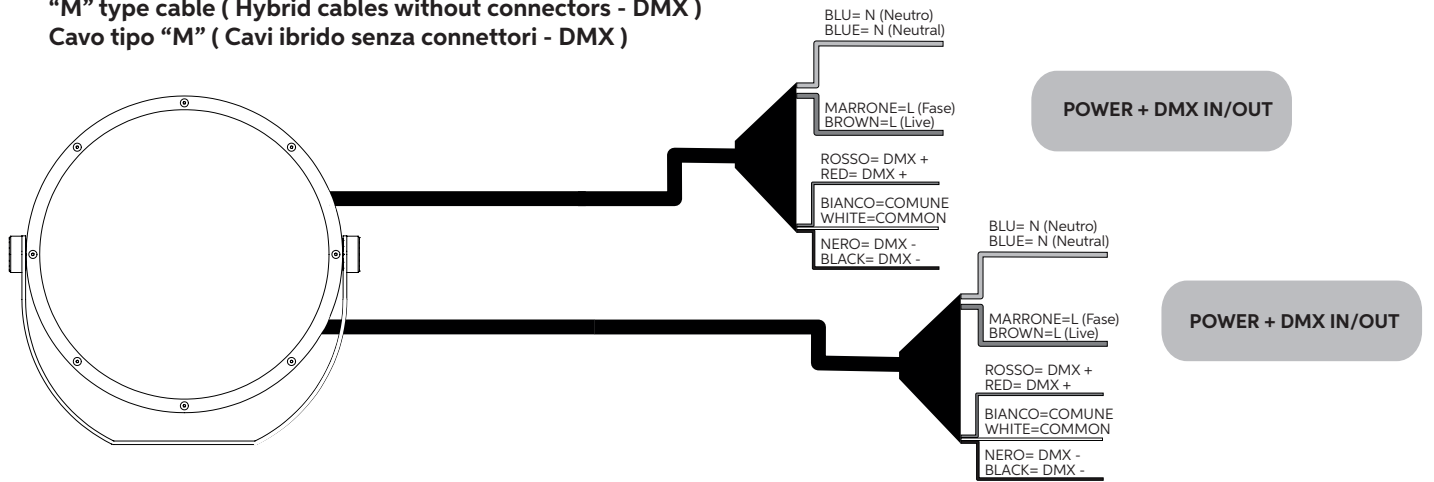 “M” type cable ( Hybrid cables without connectors - DMX )
Cavo tipo “M” ( Cavi ibrido senza connettori - DMX )
BLU= N (Neutro)
BLUE= N (Neutral)
MARRONE=L (Fase)
BROWN=L (Live)
POWER + DMX IN/OUT
ROSSO= DMX +
RED= DMX +
BIANCO=COMUNE
WHITE=COMMON
NERO= DMX -
BLACK= DMX -
BLU= N (Neutro)
BLUE= N (Neutral)
MARRONE=L (Fase)
BROWN=L (Live)
POWER + DMX IN/OUT
ROSSO= DMX +
RED= DMX +
BIANCO=COMUNE
WHITE=COMMON
NERO= DMX -
BLACK= DMX -